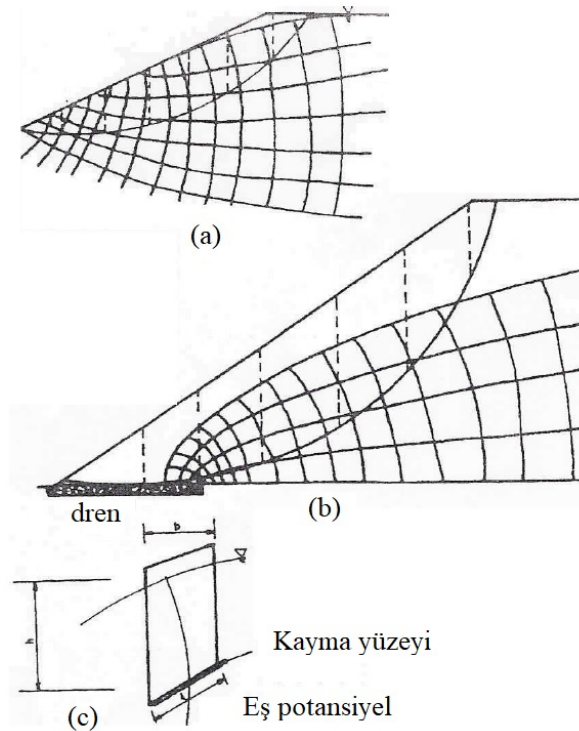 (a)
dren
(b)
b
h
Kayma yüzeyi
L
Eş potansiyel
(c)